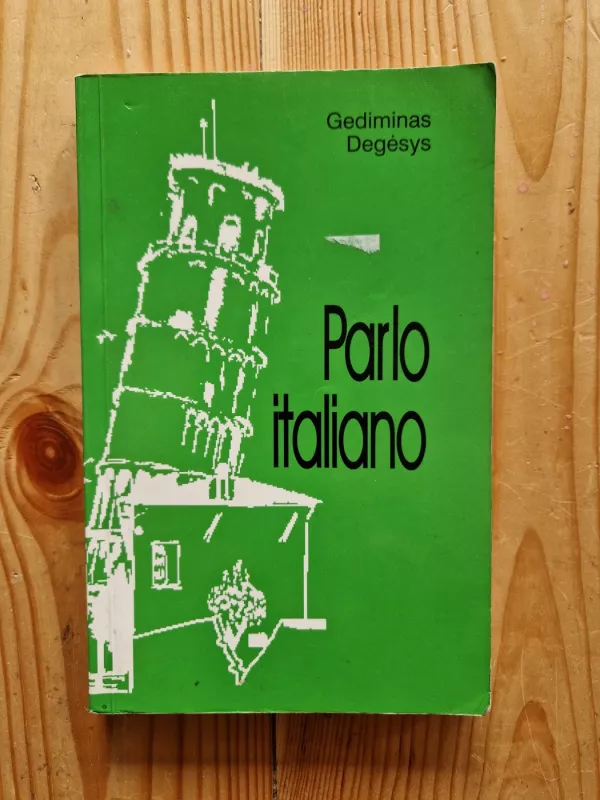 Gediminas
Degėsys
Parlo
italiano